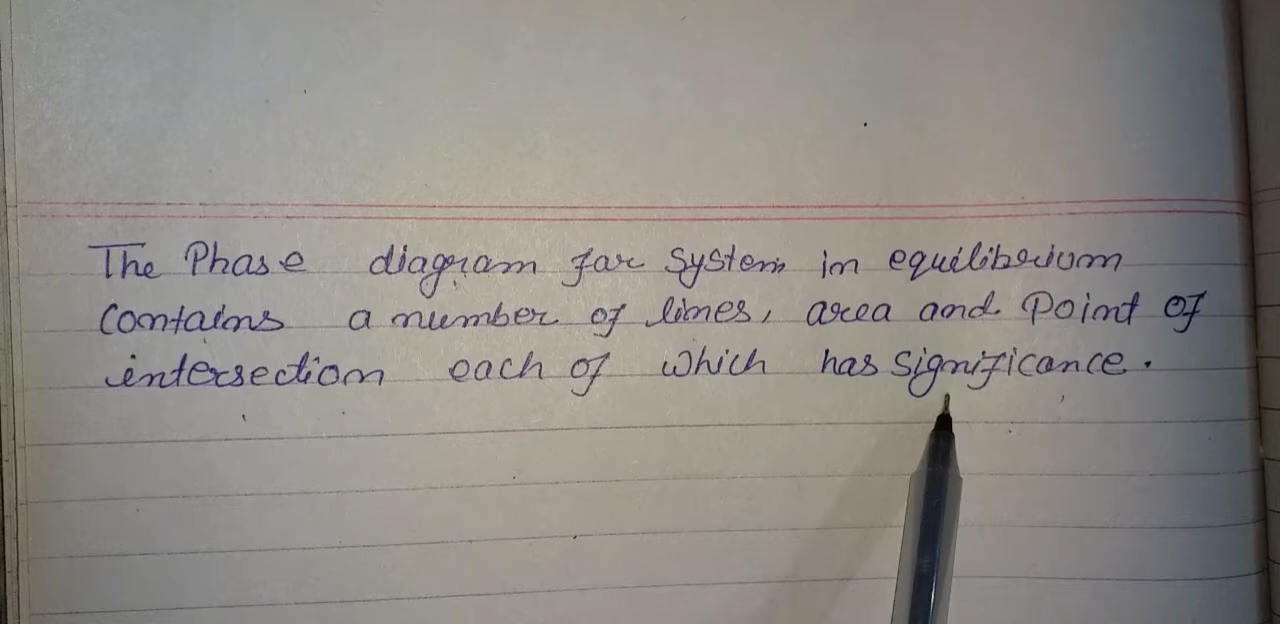 The Phase diagram for System in equilibrium
Contains a number of lines, area and Point of
intersection each of which has significance.